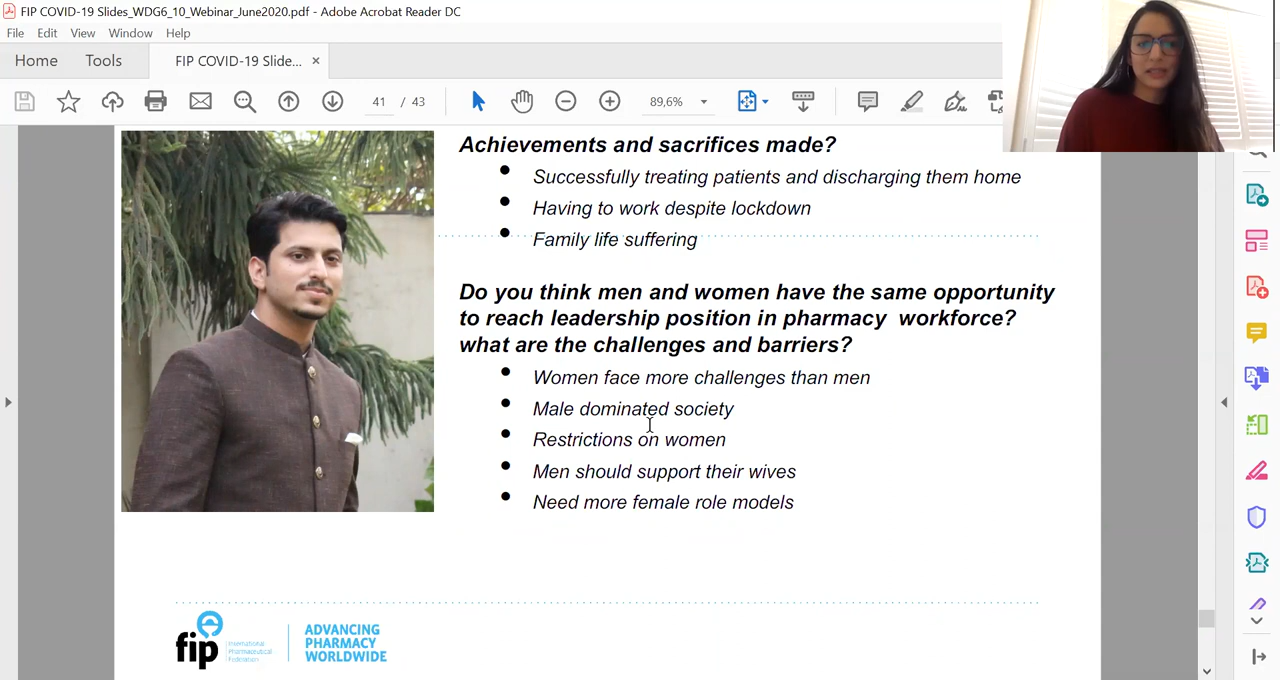 FIP COVID-19 Slides_WDG6_10_Webinar_June2020.pdf - Adobe Acrobat Reader DC
File Edit View Window Help
Home Tools FIP COVID-19 Slide... ×
41 / 43 89,6%
Achievements and sacrifices made?
• Successfully treating patients and discharging them home
• Having to work despite lockdown
• Family life suffering
Do you think men and women have the same opportunity
to reach leadership position in pharmacy workforce?
what are the challenges and barriers?
• Women face more challenges than men
• Male dominated society
• Restrictions on women
• Men should support their wives
• Need more female role models
fip
International
Pharmaceutical
Federation
ADVANCING
PHARMACY
WORLDWIDE